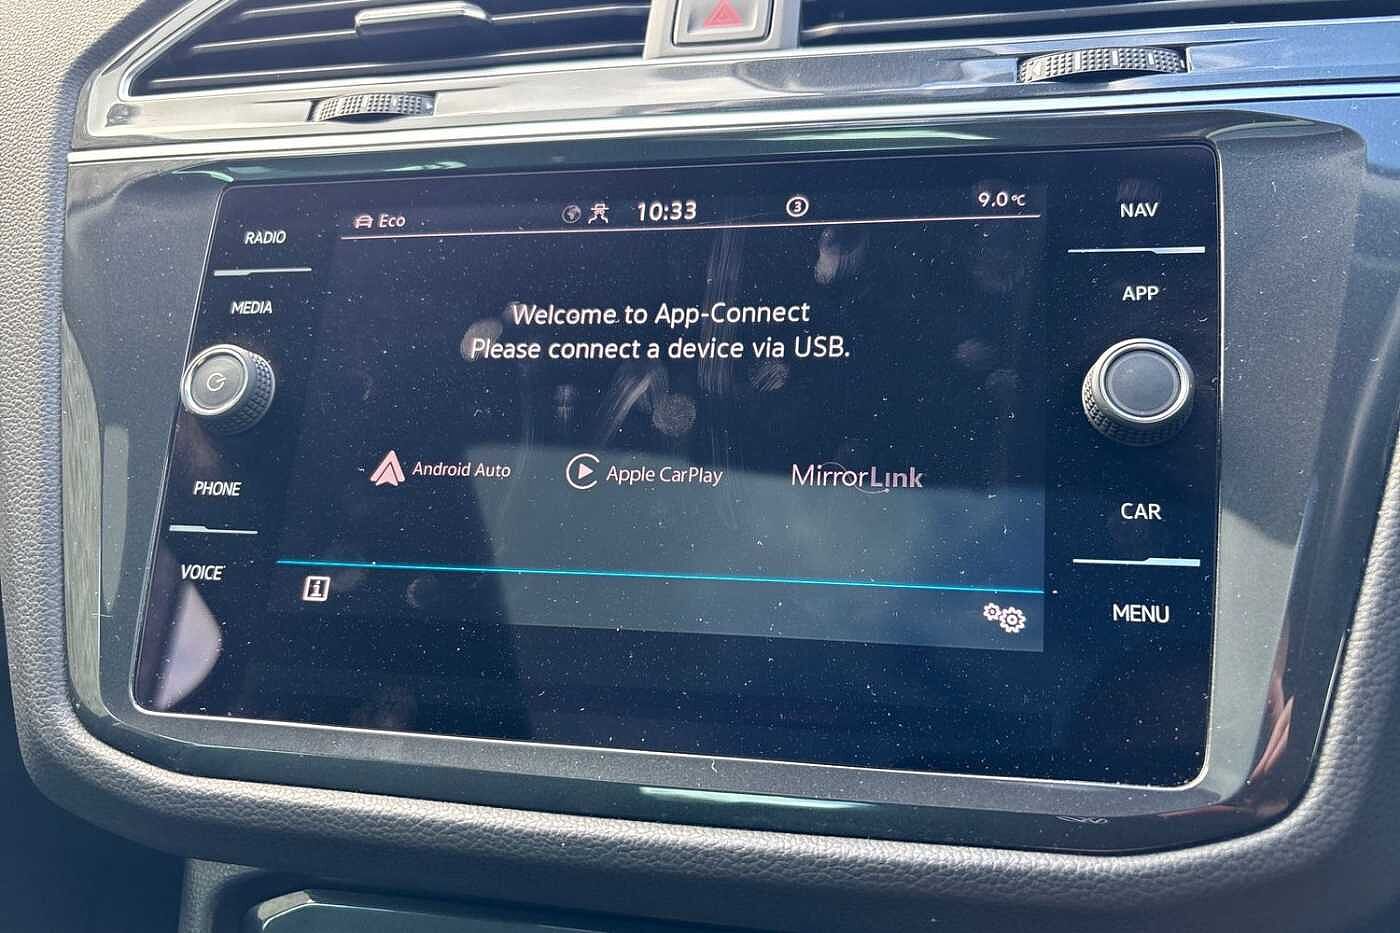 Eco
10:33
3
9.0°C
RADIO
MEDIA
PHONE
VOICE
Welcome to App-Connect
Please connect a device via USB.
Android Auto
Apple CarPlay
MirrorLink
i
NAV
APP
CAR
MENU